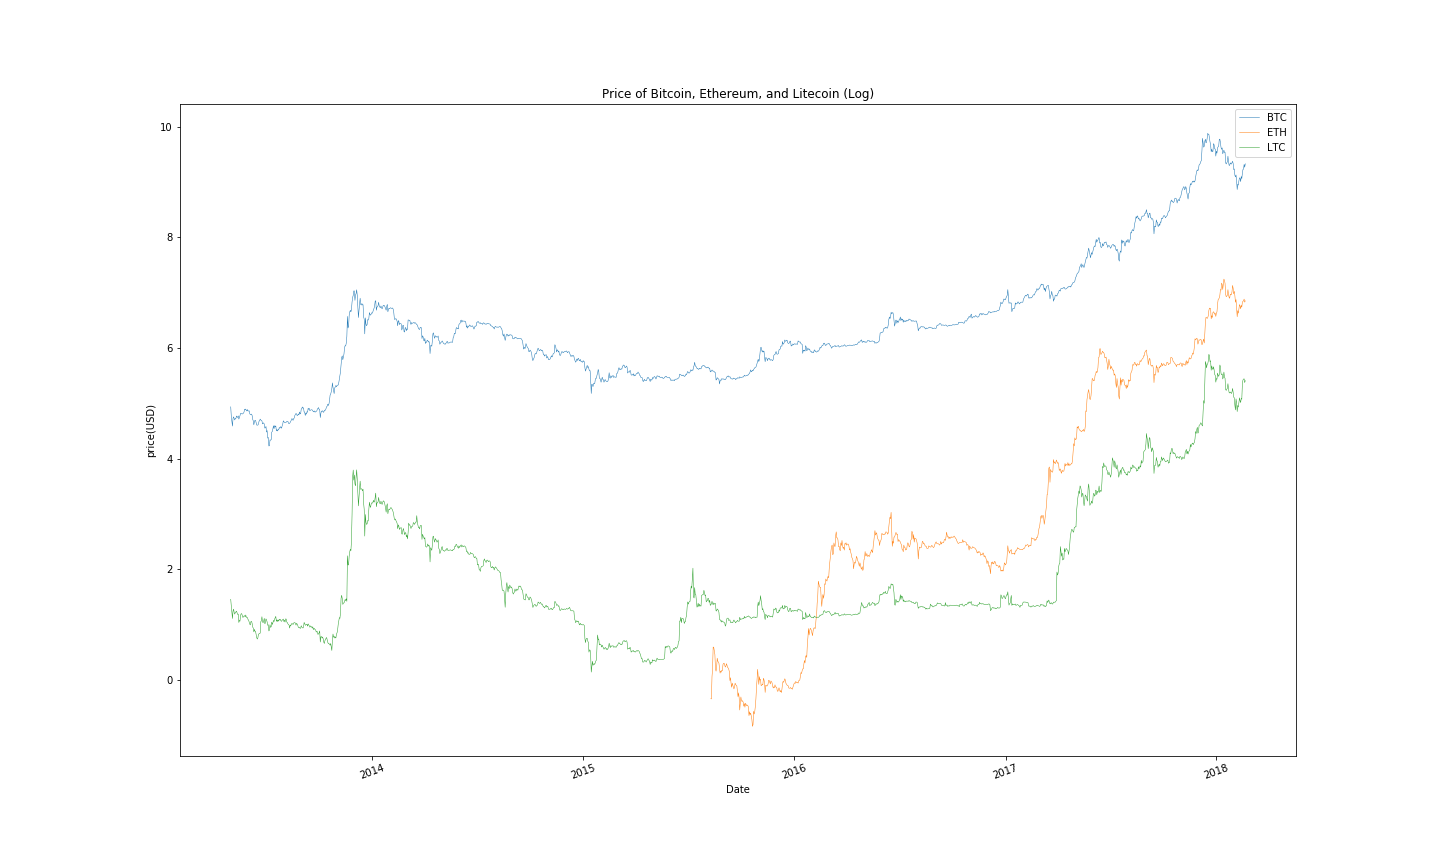 Price of Bitcoin, Ethereum, and Litecoin (Log)
BTC
ETH
LTC
price(USD)
10
8
6
4
2
0
2014
2015
2016
2017
2018
Date